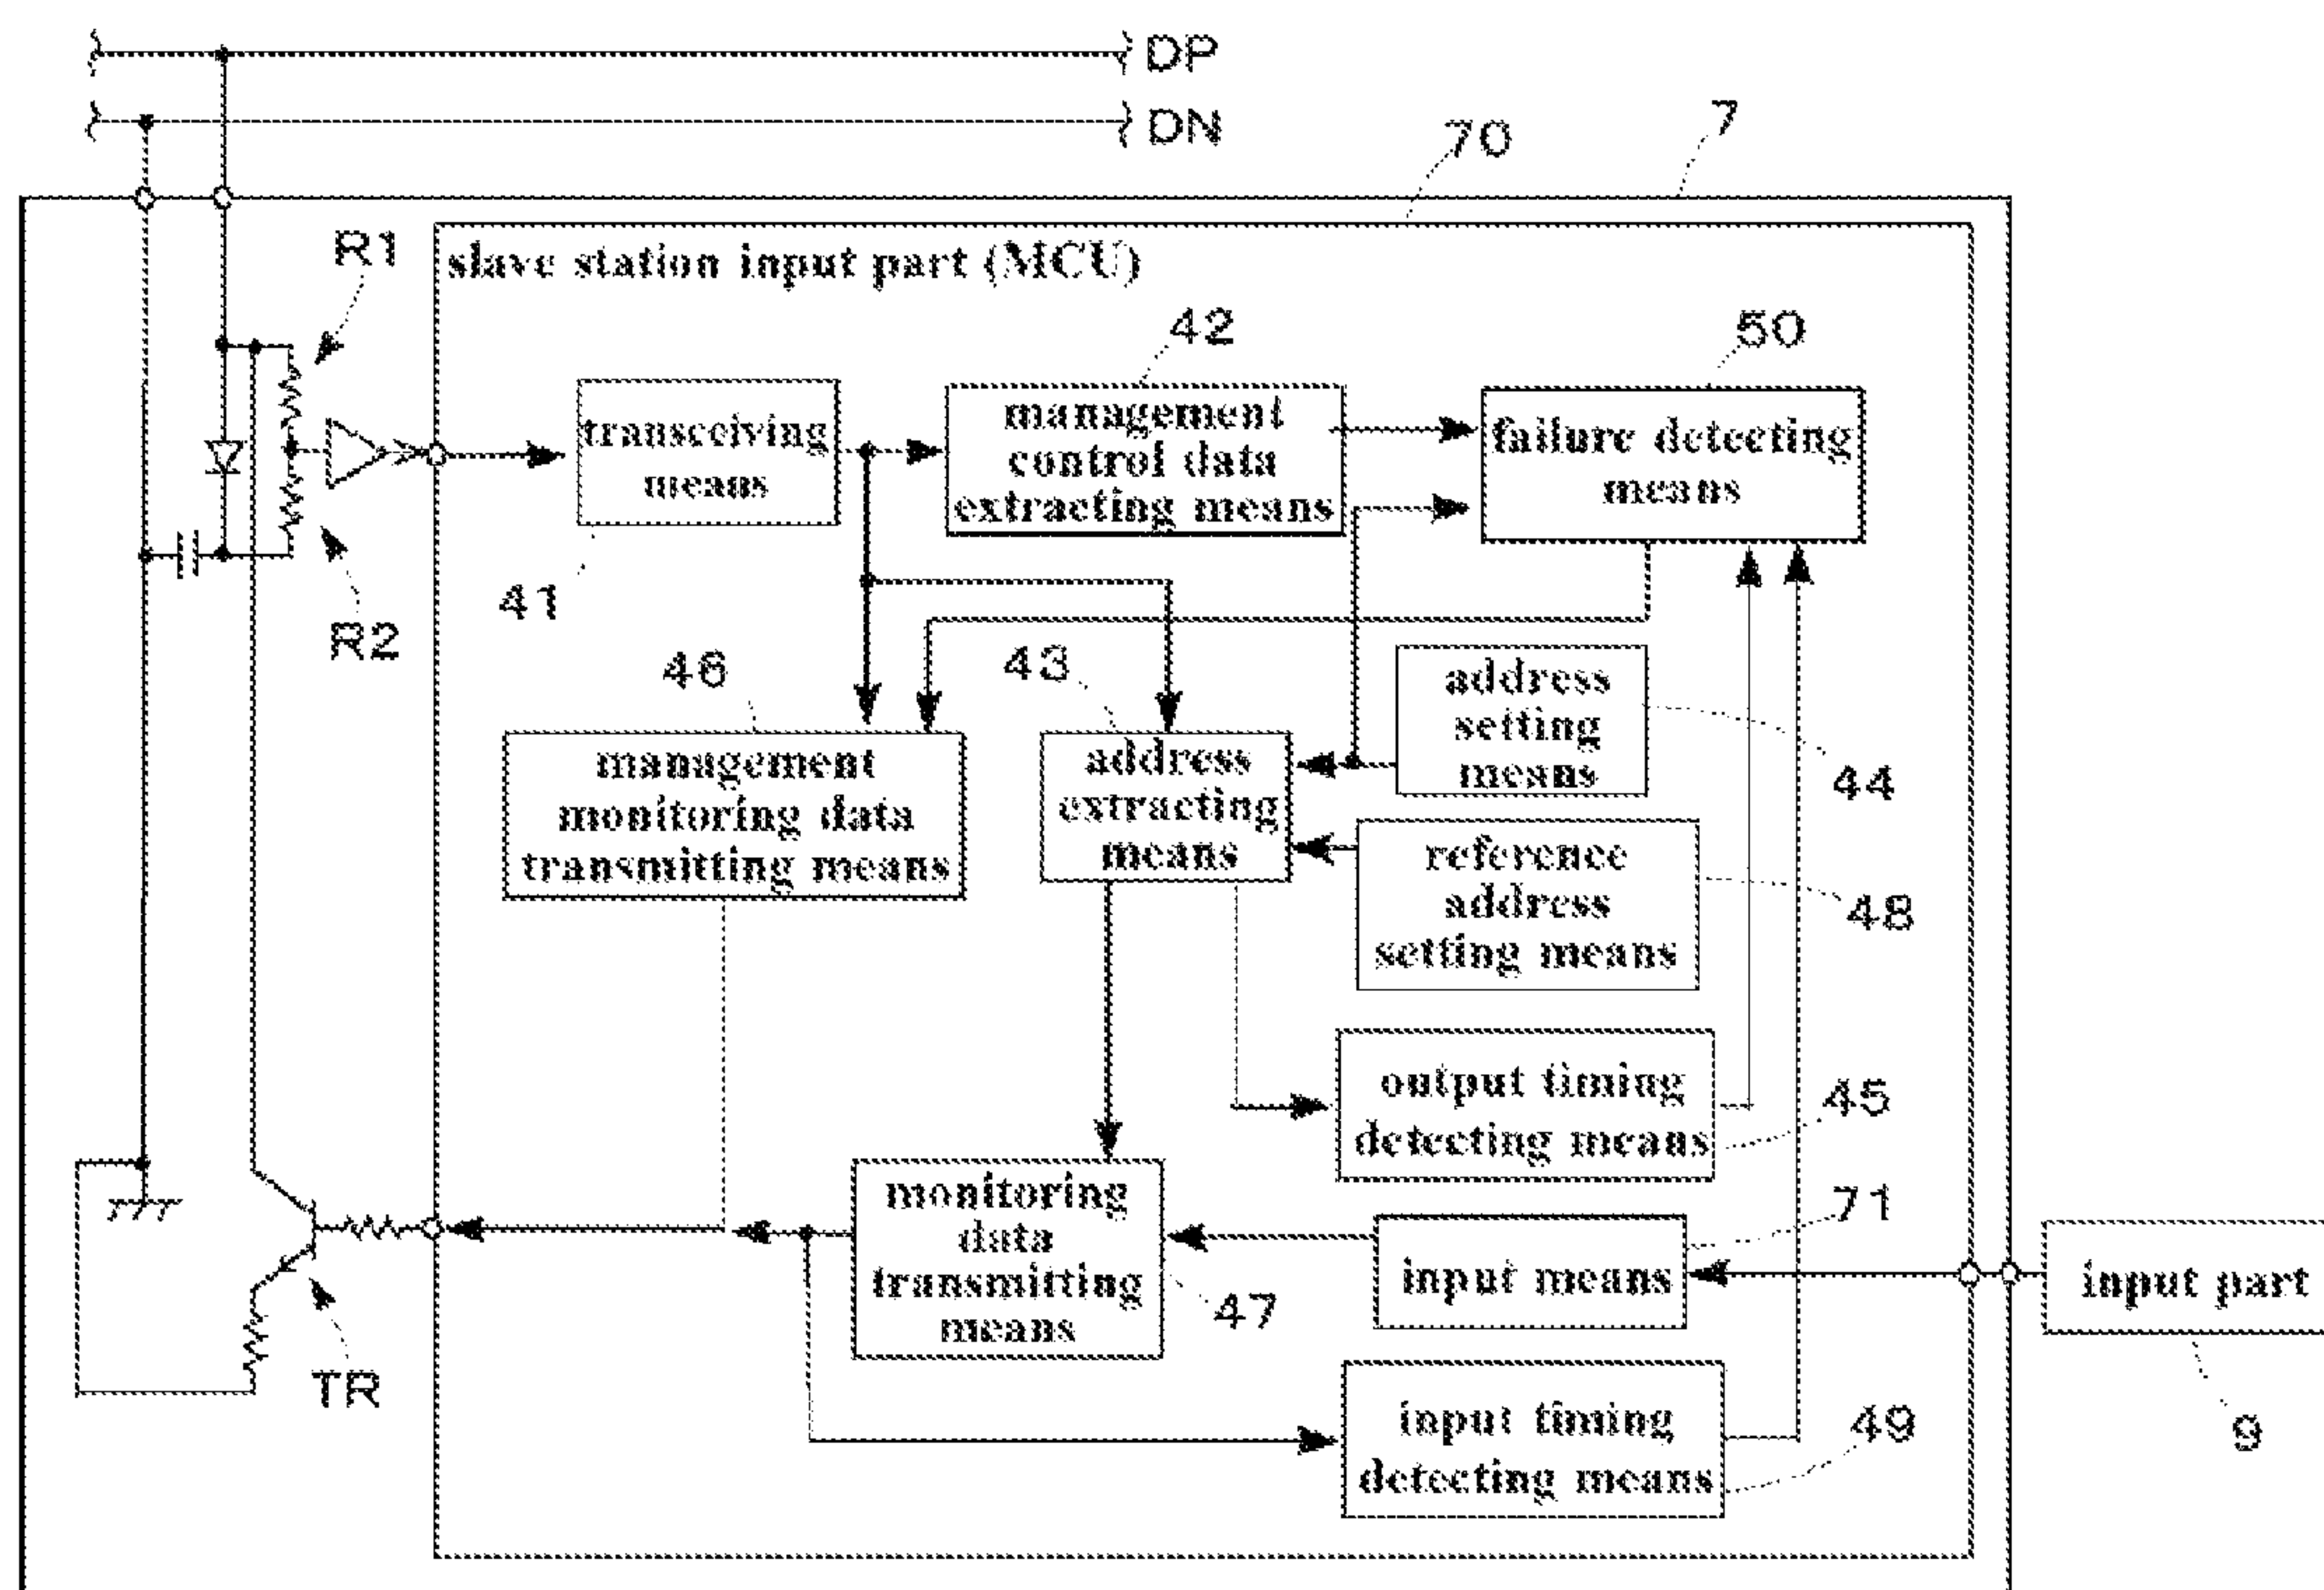 DP
DN
7
70
R1
slave station input part (MCU)
42
50
transceiving
means
management
control data
extracting means
failure detecting
means
41
R2
46
43
address
setting
means
44
management
monitoring data
transmitting means
address
extracting
means
reference
address
setting means
48
output timing
detecting means
45
monitoring
data
transmitting
means
47
71
input means
input part
9
TR
input timing
detecting means
49